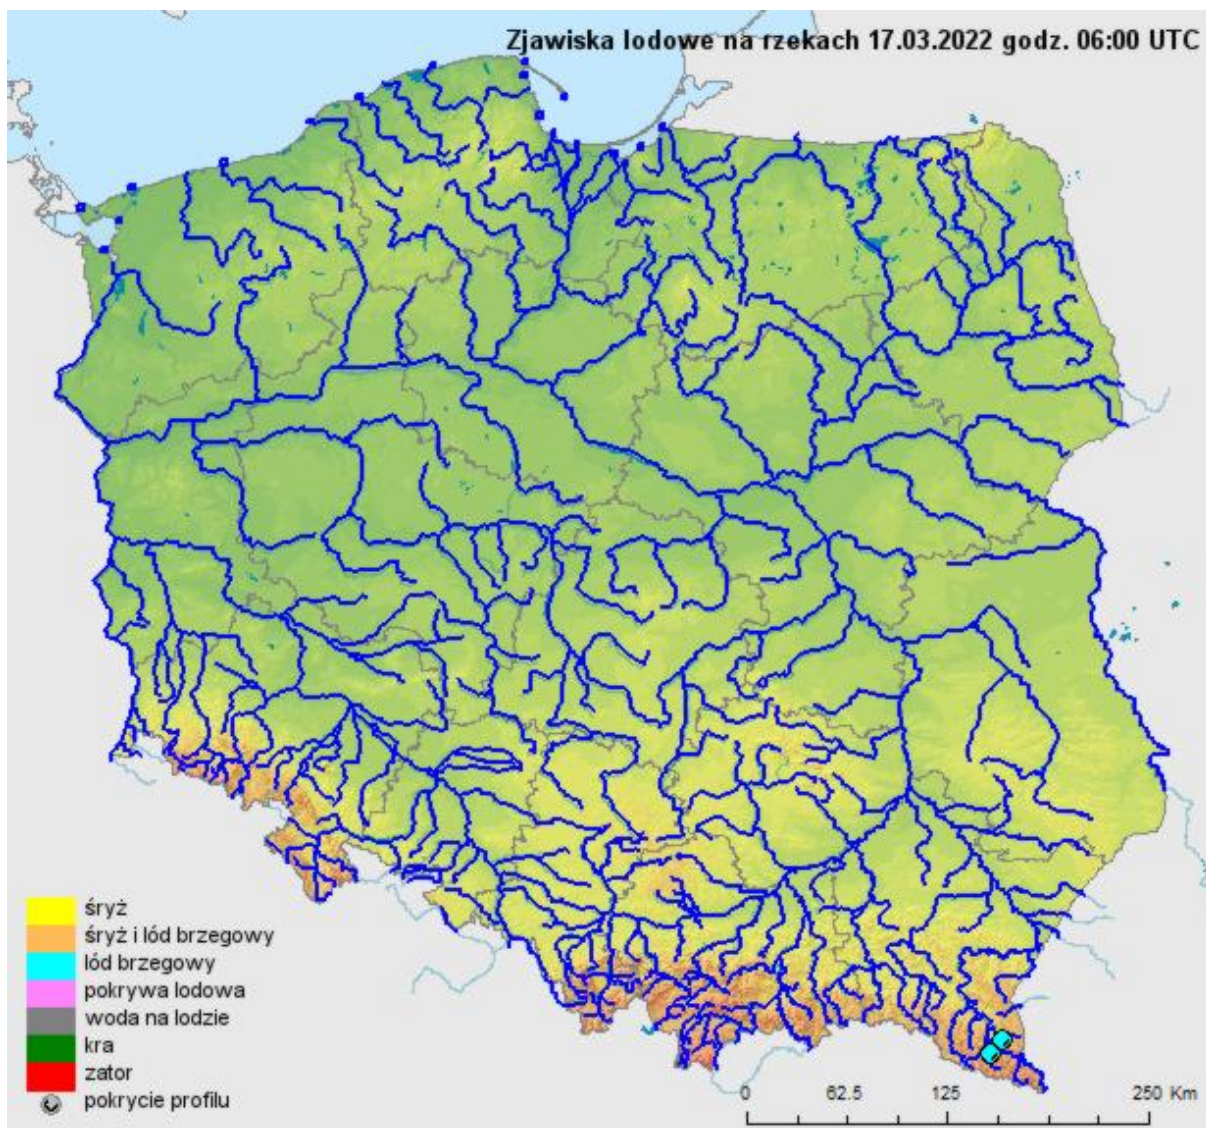 Zjawiska lodowe na rzekach 17.03.2022 godz. 06:00 UTC
śryż
śryż i lód brzegowy
lód brzegowy
pokrywa lodowa
woda na lodzie
kra
zator
pokrycie profilu
0 62.5 125 250 Km